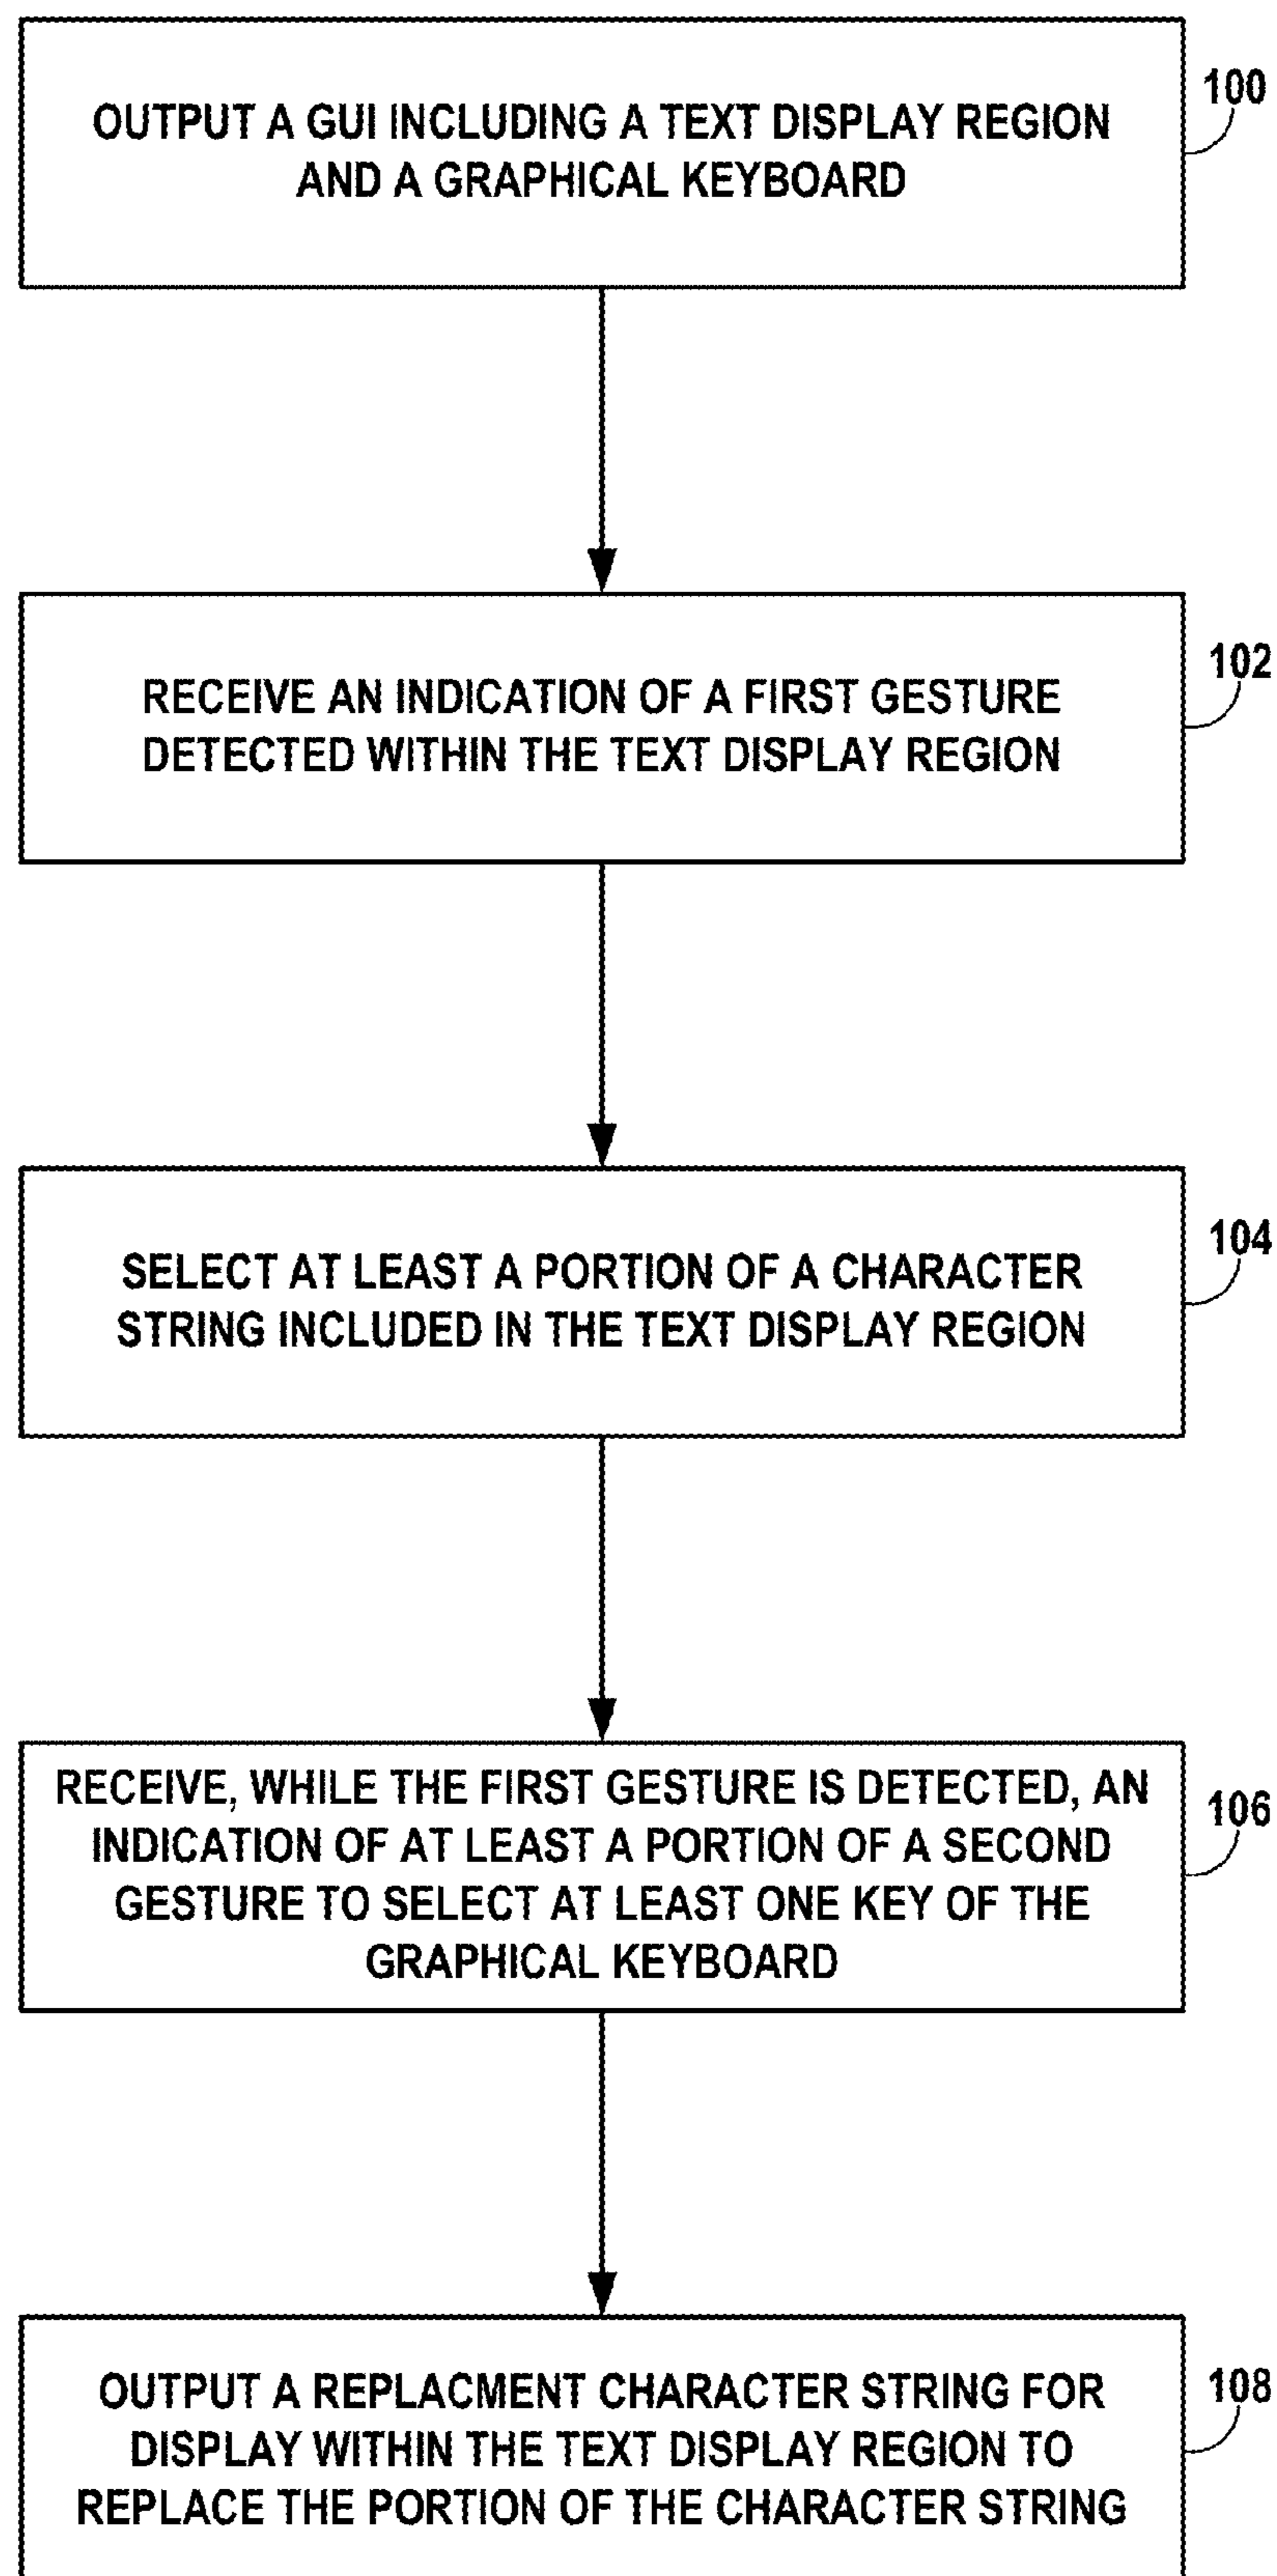 OUTPUT A GUI INCLUDING A TEXT DISPLAY REGION
AND A GRAPHICAL KEYBOARD
100
RECEIVE AN INDICATION OF A FIRST GESTURE
DETECTED WITHIN THE TEXT DISPLAY REGION
102
SELECT AT LEAST A PORTION OF A CHARACTER
STRING INCLUDED IN THE TEXT DISPLAY REGION
104
RECEIVE, WHILE THE FIRST GESTURE IS DETECTED, AN
INDICATION OF AT LEAST A PORTION OF A SECOND
GESTURE TO SELECT AT LEAST ONE KEY OF THE
GRAPHICAL KEYBOARD
106
OUTPUT A REPLACMENT CHARACTER STRING FOR
DISPLAY WITHIN THE TEXT DISPLAY REGION TO
REPLACE THE PORTION OF THE CHARACTER STRING
108